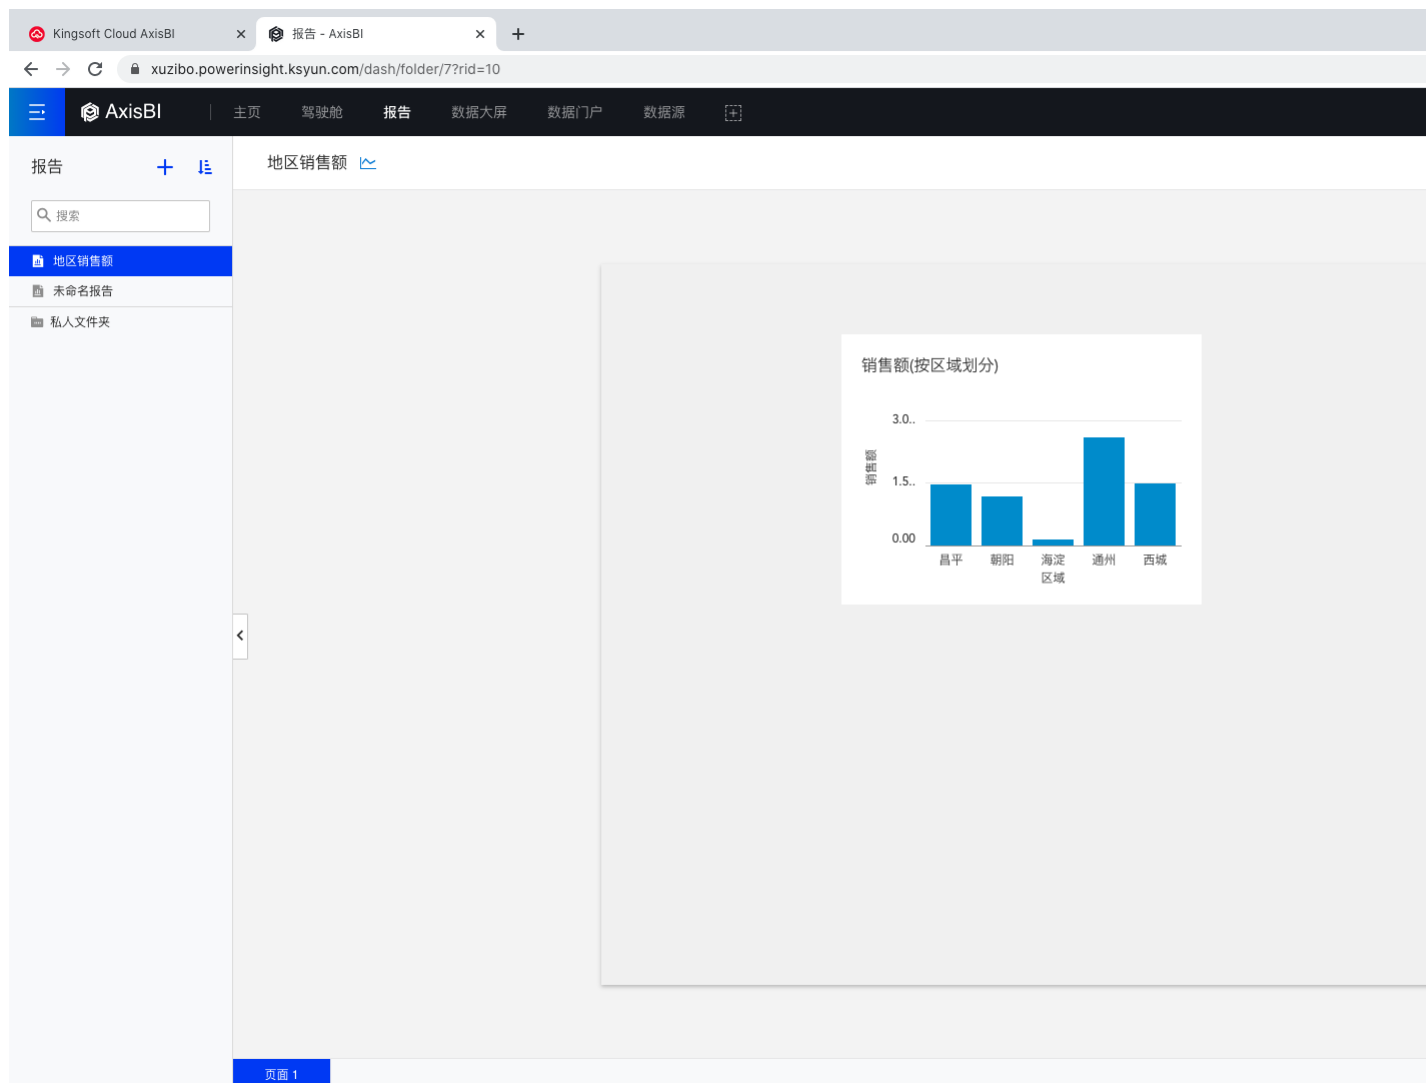 Kingsoft Cloud AxisBI
报告 - AxisBI
xuzibo.powerinsight.ksyun.com/dash/folder/7?rid=10
AxisBI 主页 驾驶舱 报告 数据大屏 数据门户 数据源
报告
搜索
地区销售额
未命名报告
私人文件夹
地区销售额
销售额(按区域划分)
销售额
3.0..
1.5..
0.00
昌平 朝阳 海淀 通州 西城
区域
页面 1